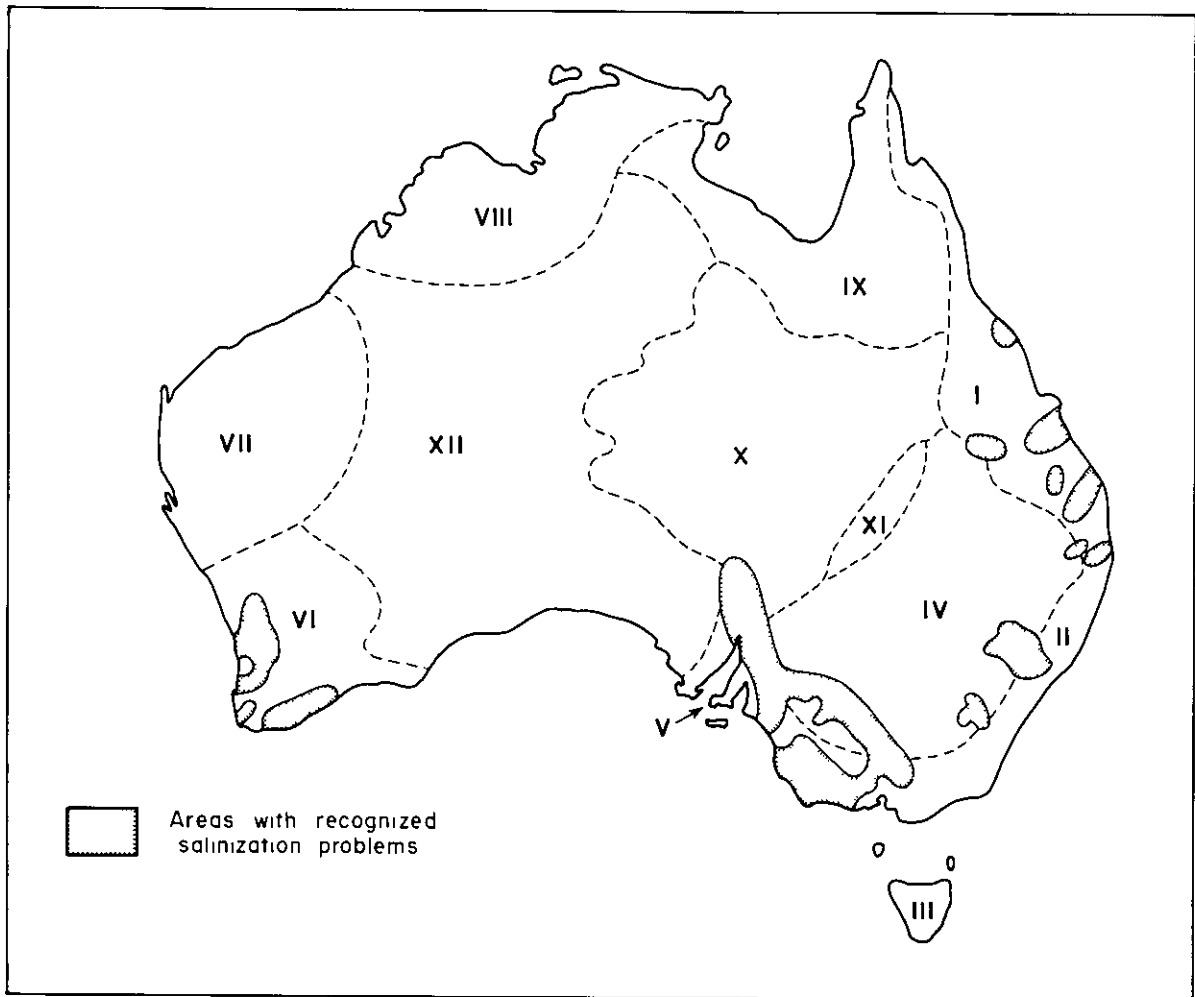 VIII
IX
I
VII
XII
X
XI
VI
IV
II
V
Areas with recognized
salinization problems
III